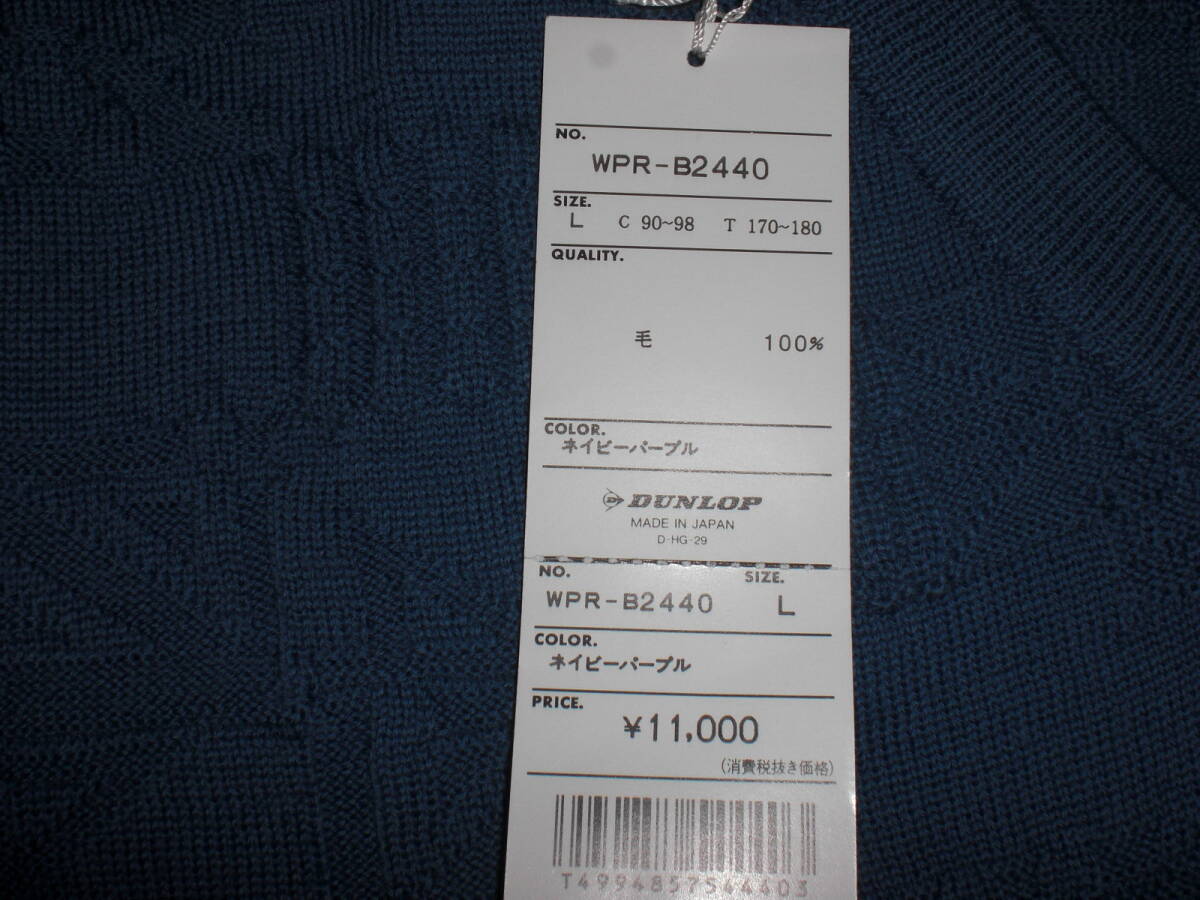 NO.
WPR-B2440
SIZE.
L C 90~98 T 170~180
QUALITY.
毛 100%
COLOR.
ネイビーパープル
DUNLOP
MADE IN JAPAN
D-HG-29
NO. SIZE.
WPR-B2440 L
COLOR.
ネイビーパープル
PRICE.
¥11,000
(消費税抜き価格)
T4994857544403